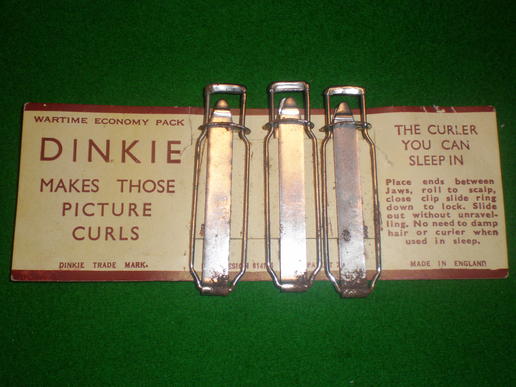 WARTIME ECONOMY PACK
DINKIE
MAKES THOSE
PICTURE
CURLS
DINKIE TRADE MARK.
THE CURLER
YOU CAN
SLEEP IN
Place ends between
Jaws, roll to scalp,
close clip slide ring
down to lock. Slide
out without unravel-
ling. No need to damp
hair or curler when
used in sleep.
MADE IN ENGLAND